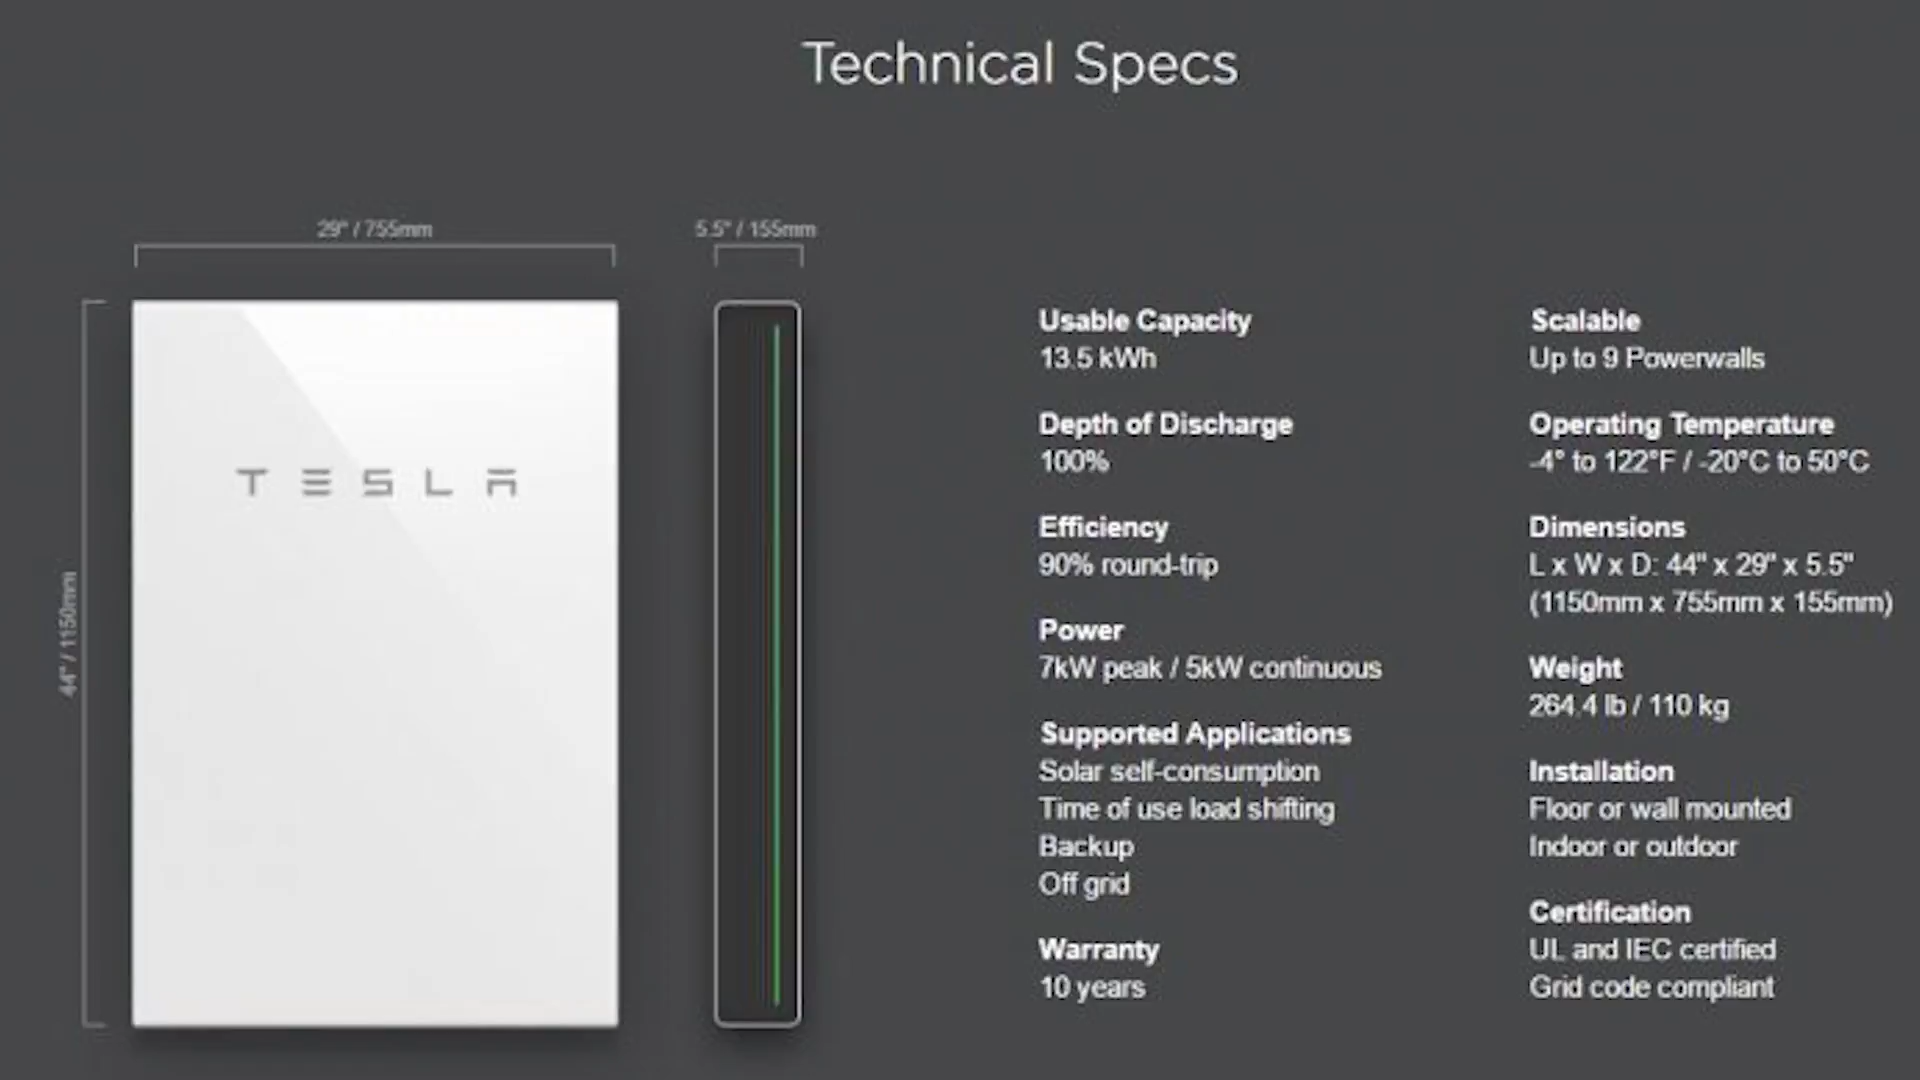 Technical Specs
29" / 755mm
5.5" / 155mm
44" / 1150mm
TESLA
Usable Capacity
13.5 kWh
Depth of Discharge
100%
Efficiency
90% round-trip
Power
7kW peak / 5kW continuous
Supported Applications
Solar self-consumption
Time of use load shifting
Backup
Off grid
Warranty
10 years
Scalable
Up to 9 Powerwalls
Operating Temperature
-4° to 122°F / -20°C to 50°C
Dimensions
L x W x D: 44" x 29" x 5.5"
(1150mm x 755mm x 155mm)
Weight
264.4 lb / 110 kg
Installation
Floor or wall mounted
Indoor or outdoor
Certification
UL and IEC certified
Grid code compliant